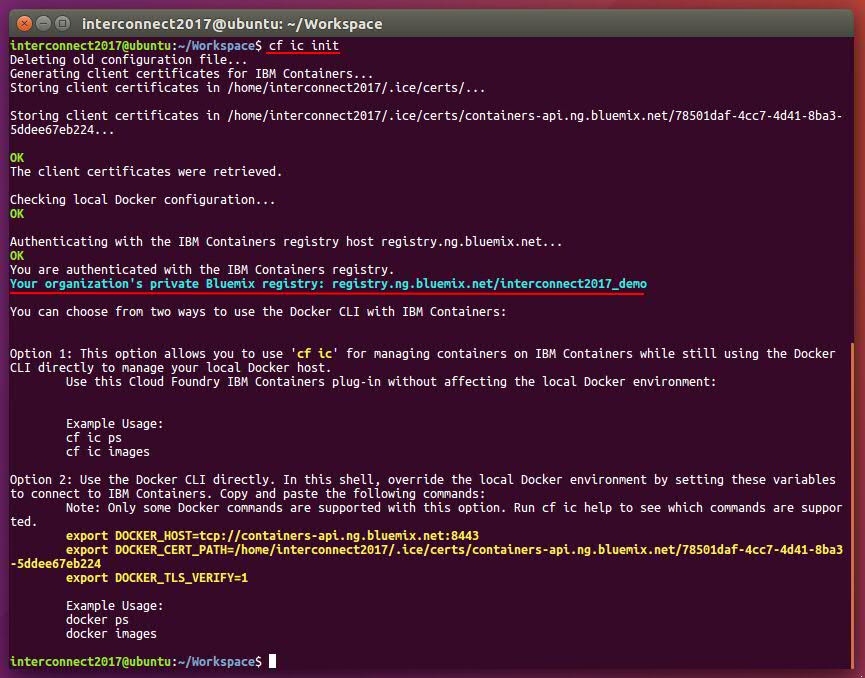 interconnect2017@ubuntu: ~/Workspace
interconnect2017@ubuntu:~/Workspace$ cf ic init
Deleting old configuration file...
Generating client certificates for IBM Containers...
Storing client certificates in /home/interconnect2017/.ice/certs/...
Storing client certificates in /home/interconnect2017/.ice/certs/containers-api.ng.bluemix.net/78501daf-4cc7-4d41-8ba3-
5ddee67eb224...
OK
The client certificates were retrieved.
Checking local Docker configuration...
OK
Authenticating with the IBM Containers registry host registry.ng.bluemix.net...
OK
You are authenticated with the IBM Containers registry.
Your organization's private Bluemix registry: registry.ng.bluemix.net/interconnect2017_demo
You can choose from two ways to use the Docker CLI with IBM Containers:
Option 1: This option allows you to use 'cf ic' for managing containers on IBM Containers while still using the Docker
CLI directly to manage your local Docker host.
Use this Cloud Foundry IBM Containers plug-in without affecting the local Docker environment:
Example Usage:
cf ic ps
cf ic images
Option 2: Use the Docker CLI directly. In this shell, override the local Docker environment by setting these variables
to connect to IBM Containers. Copy and paste the following commands:
Note: Only some Docker commands are supported with this option. Run cf ic help to see which commands are suppor
ted.
export DOCKER_HOST=tcp://containers-api.ng.bluemix.net:8443
export DOCKER_CERT_PATH=/home/interconnect2017/.ice/certs/containers-api.ng.bluemix.net/78501daf-4cc7-4d41-8ba3
-5ddee67eb224
export DOCKER_TLS_VERIFY=1
Example Usage:
docker ps
docker images
interconnect2017@ubuntu:~/Workspace$